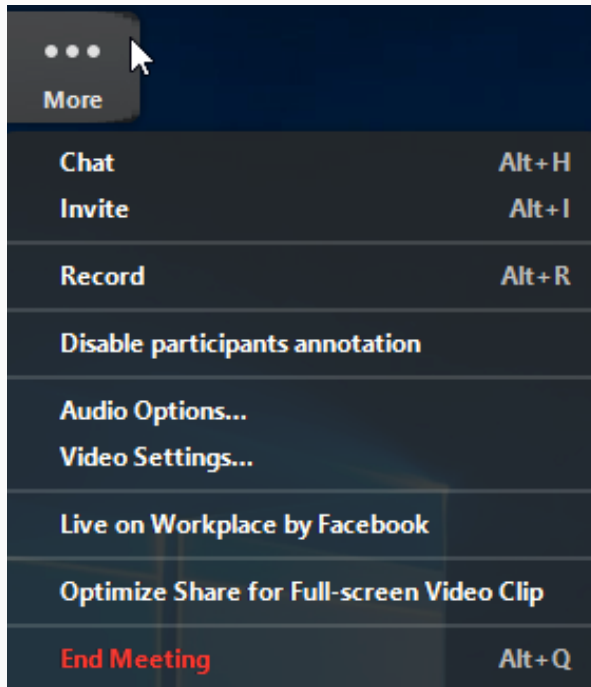 More
Chat Alt+H
Invite Alt+I
Record Alt+R
Disable participants annotation
Audio Options...
Video Settings...
Live on Workplace by Facebook
Optimize Share for Full-screen Video Clip
End Meeting Alt+Q